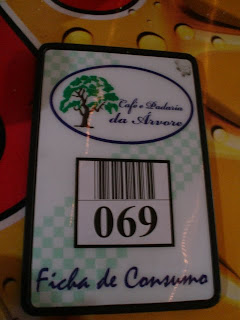 Café e Padaria
da Árvore
069
Ficha de Consumo